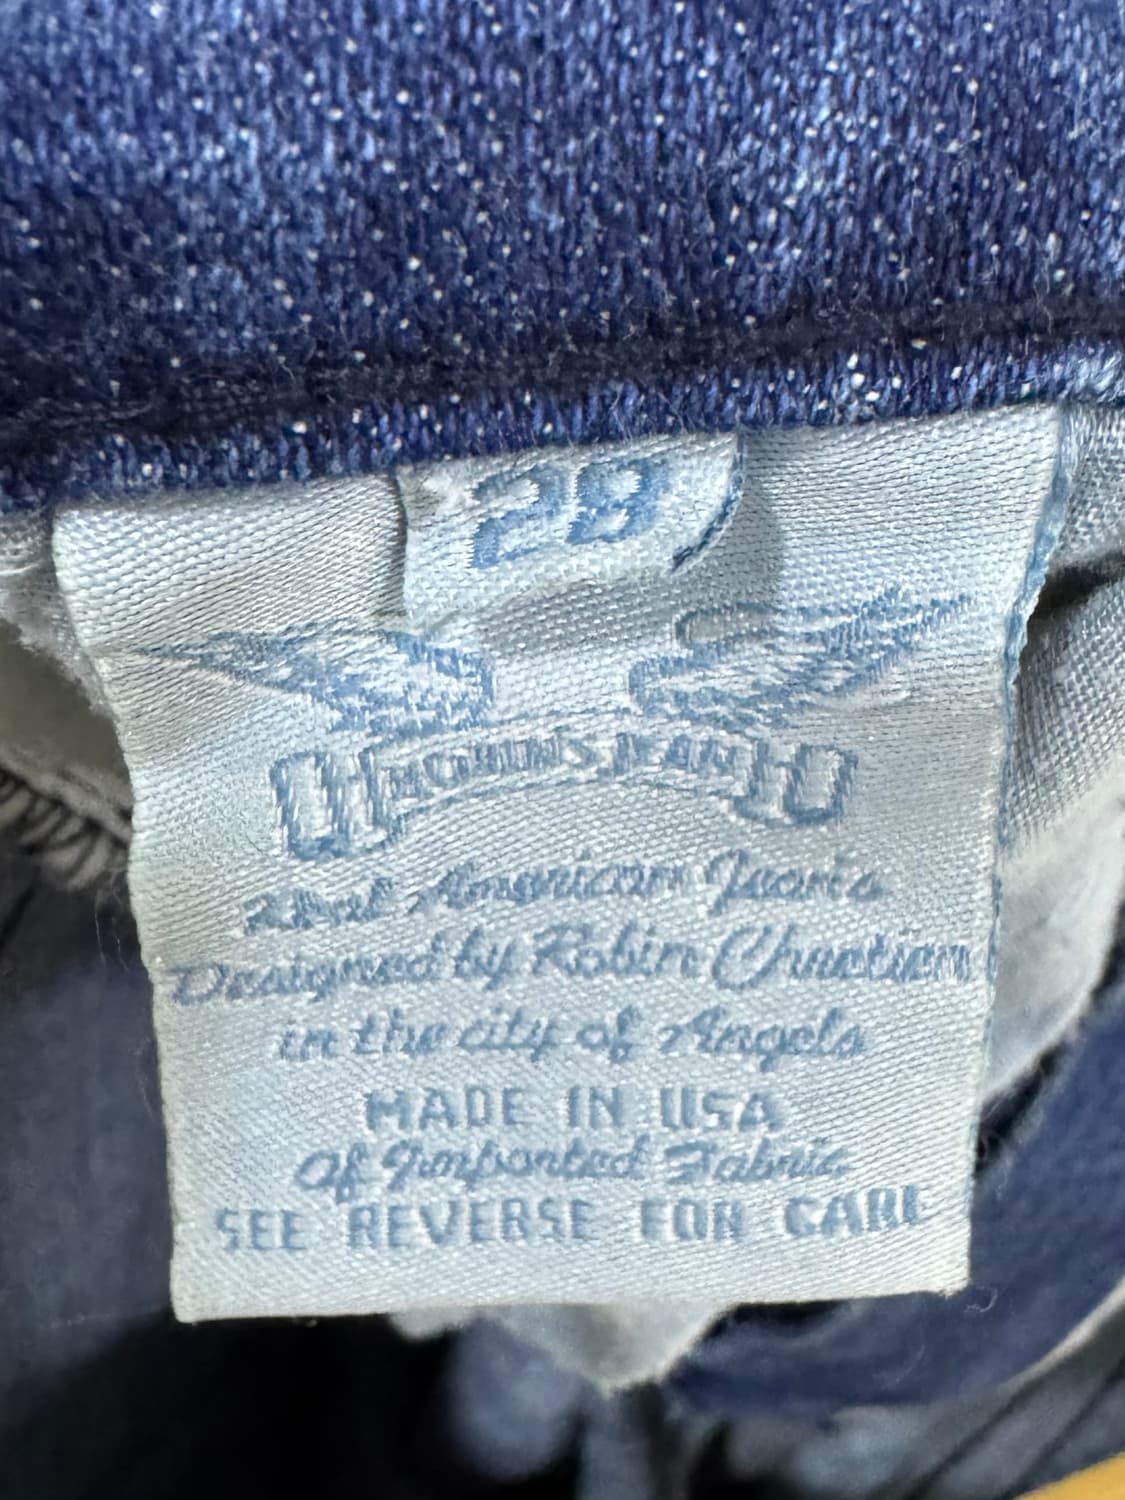 28
Real American Jean's
Designed by Robin Chretien
in the city of Angels
MADE IN USA
Of Imported Fabric
SEE REVERSE FOR CARE